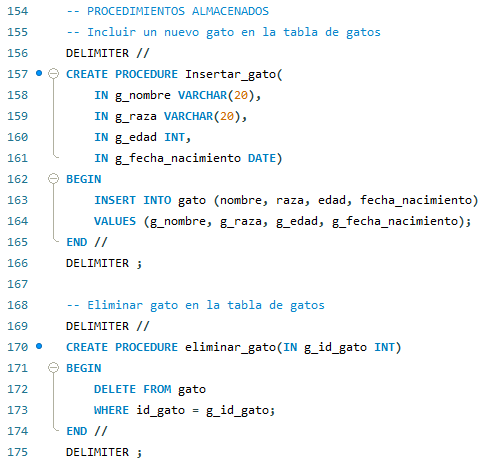 154 -- PROCEDIMIENTOS ALMACENADOS
155 -- Incluir un nuevo gato en la tabla de gatos
156 DELIMITER //
157 CREATE PROCEDURE Insertar_gato(
158 IN g_nombre VARCHAR(20),
159 IN g_raza VARCHAR(20),
160 IN g_edad INT,
161 IN g_fecha_nacimiento DATE)
162 BEGIN
163 INSERT INTO gato (nombre, raza, edad, fecha_nacimiento)
164 VALUES (g_nombre, g_raza, g_edad, g_fecha_nacimiento);
165 END //
166 DELIMITER ;
167
168 -- Eliminar gato en la tabla de gatos
169 DELIMITER //
170 CREATE PROCEDURE eliminar_gato(IN g_id_gato INT)
171 BEGIN
172 DELETE FROM gato
173 WHERE id_gato = g_id_gato;
174 END //
175 DELIMITER ;